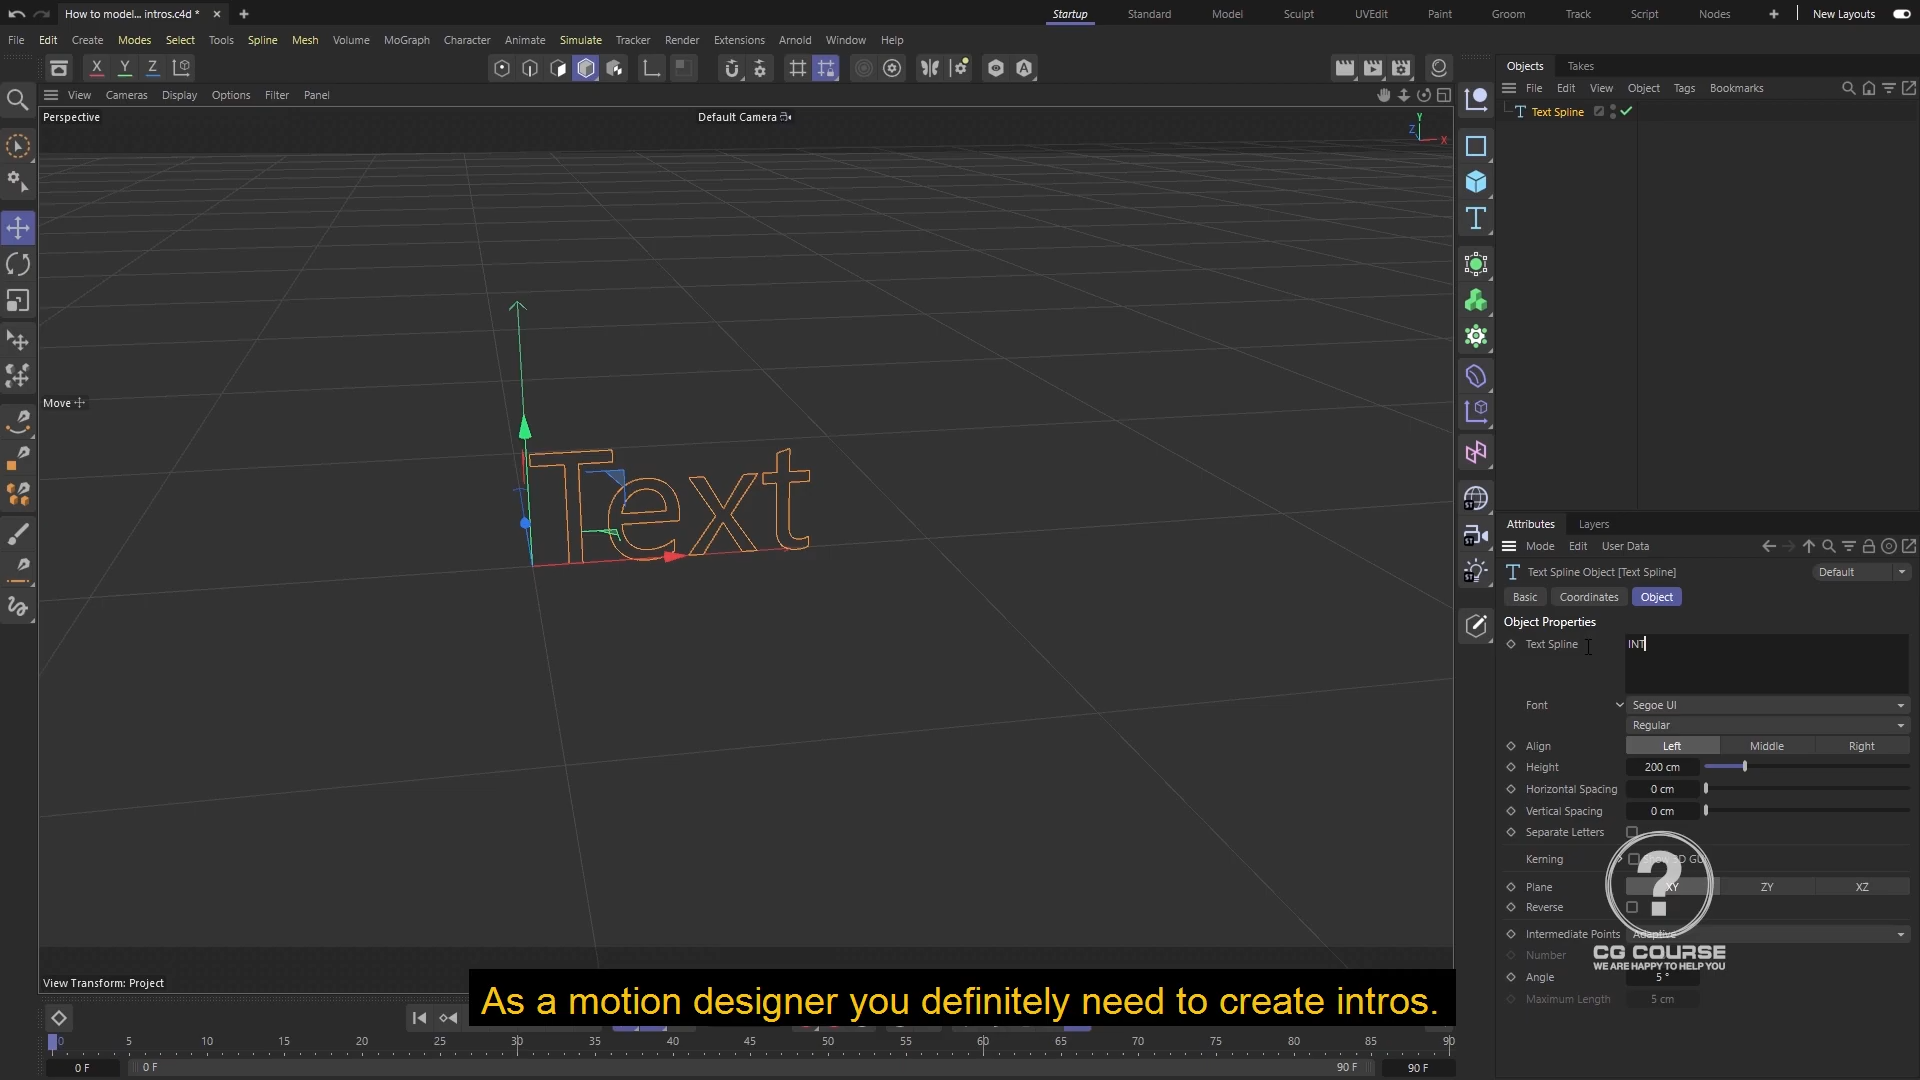 How to model... intros.c4d *
Startup Standard Model Sculpt UVEdit Paint Groom Track Script Nodes New Layouts
File Edit Create Modes Select Tools Spline Mesh Volume MoGraph Character Animate Simulate Tracker Render Extensions Arnold Window Help
X Y Z
Objects Takes
File Edit View Object Tags Bookmarks
View Cameras Display Options Filter Panel
Text Spline
Perspective
Default Camera
Y
Z
X
Move
Text
Attributes Layers
Mode Edit User Data
Text Spline Object [Text Spline]
Default
Basic Coordinates Object
Object Properties
Text Spline INT
Font Segoe UI
Regular
Align Left Middle Right
Height 200 cm
Horizontal Spacing 0 cm
Vertical Spacing 0 cm
Separate Letters
Kerning Show 3D GUI
Plane XY ZY XZ
Reverse
Intermediate Points Adaptive
Number
CG COURSE
WE ARE HAPPY TO HELP YOU
Angle 5 °
Maximum Length 5 cm
View Transform: Project
As a motion designer you definitely need to create intros.
0 5 10 15 20 25 30 35 40 45 50 55 60 65 70 75 80 85 90
0 F 0 F 90 F 90 F